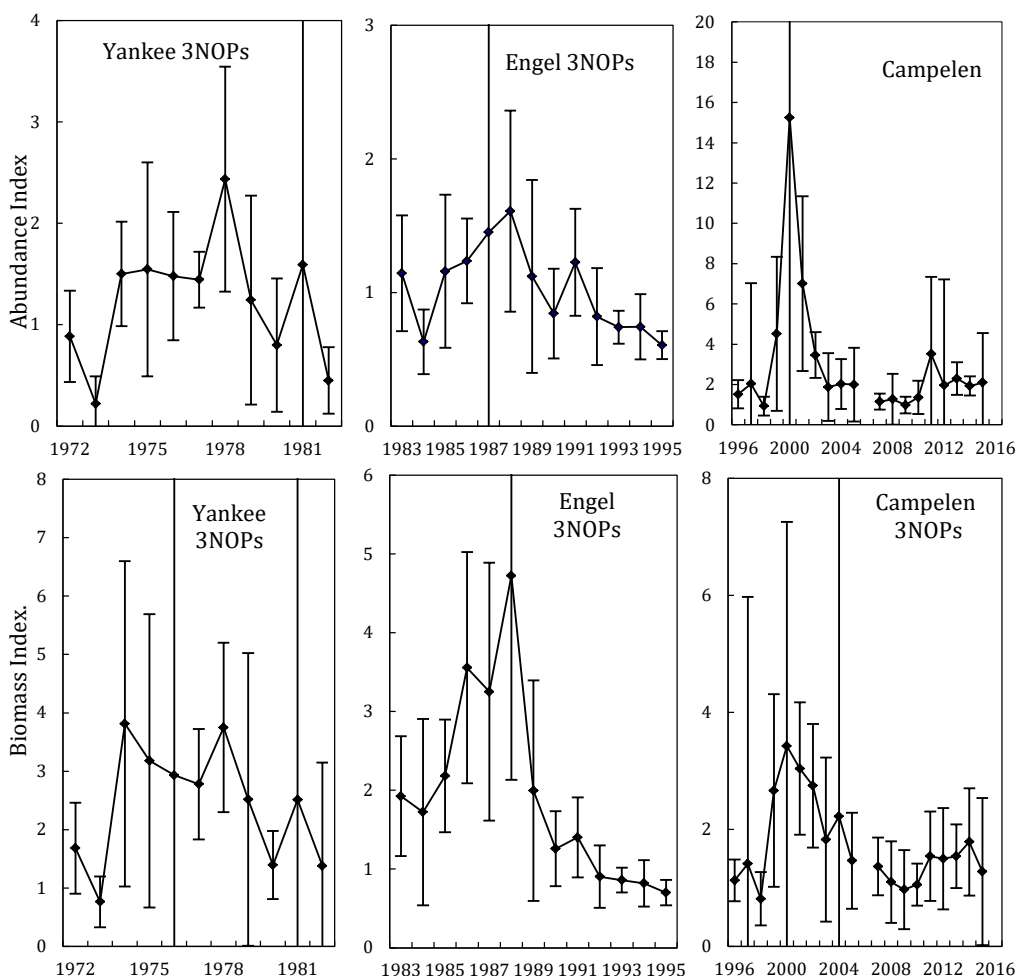 Yankee 3NOPs
Abundance Index
4
3
2
1
0
1972 1975 1978 1981
Engel 3NOPs
3
2
1
0
1983 1985 1987 1989 1991 1993 1995
Campelen
20
18
16
14
12
10
8
6
4
2
0
1996 2000 2004 2008 2012 2016
Yankee
3NOPs
Biomass Index.
8
7
6
5
4
3
2
1
0
1972 1975 1978 1981
Engel
3NOPs
6
5
4
3
2
1
0
1983 1985 1987 1989 1991 1993 1995
Campelen
3NOPs
8
6
4
2
0
1996 2000 2004 2008 2012 2016